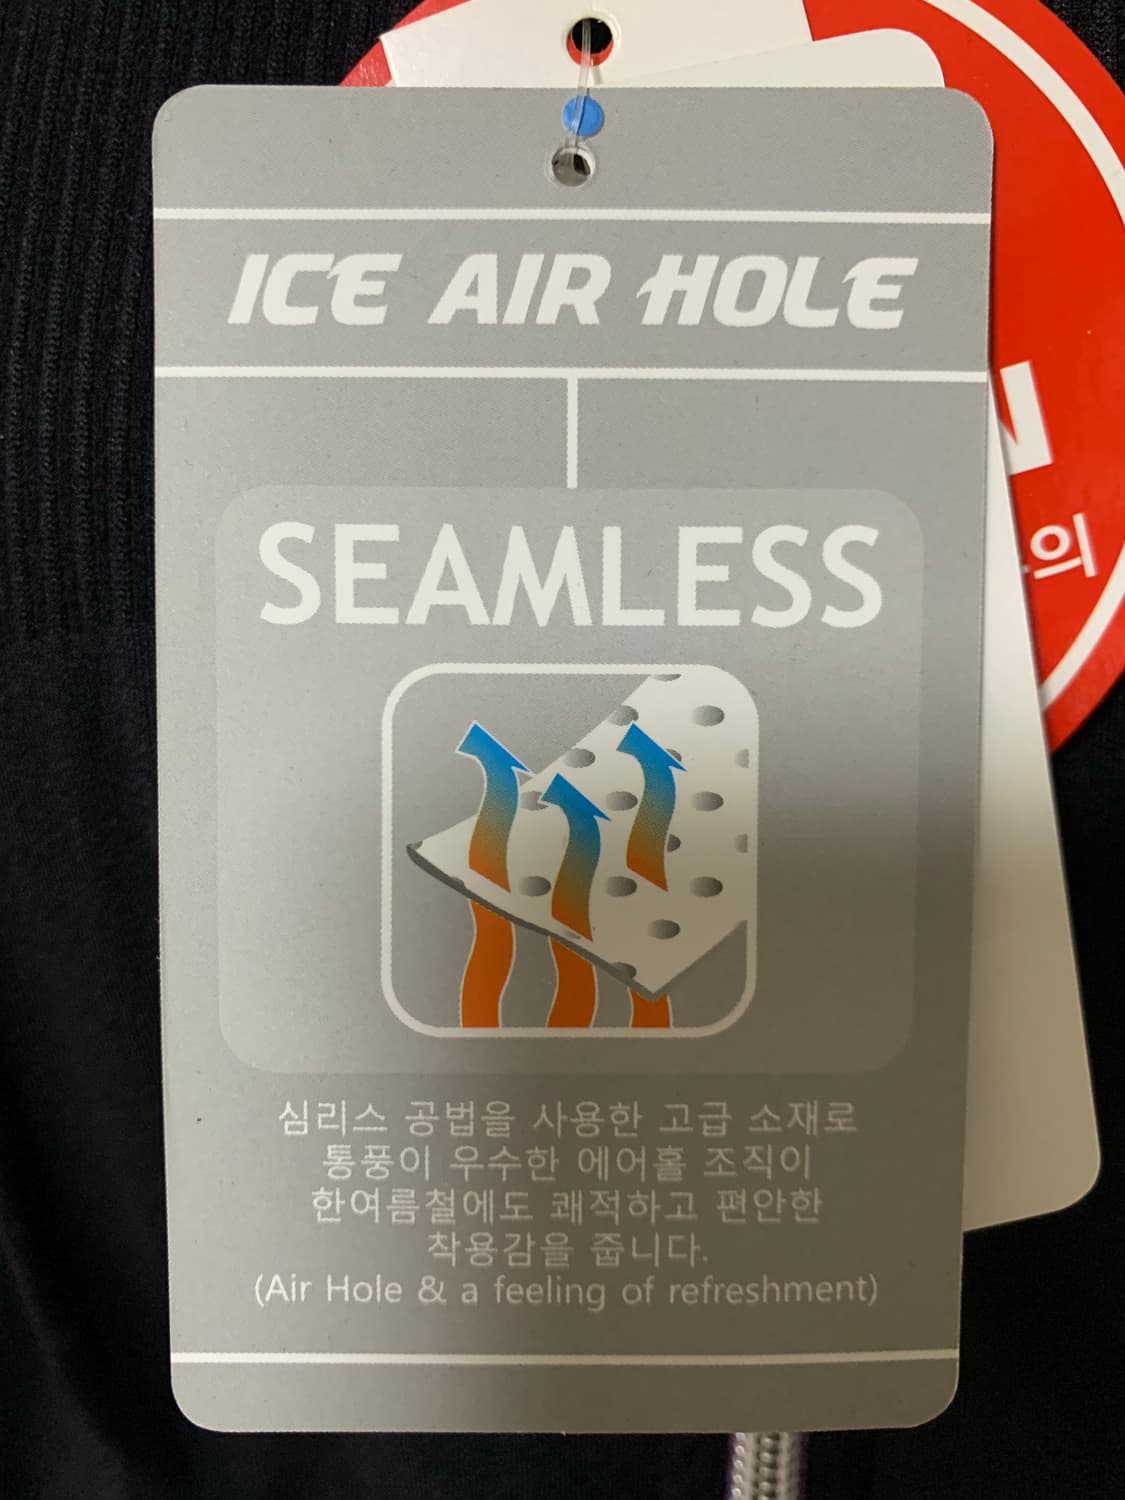 ICE AIR HOLE
SEAMLESS
심리스 공법을 사용한 고급 소재로
통풍이 우수한 에어홀 조직이
한여름철에도 쾌적하고 편안한
착용감을 줍니다.
(Air Hole & a feeling of refreshment)